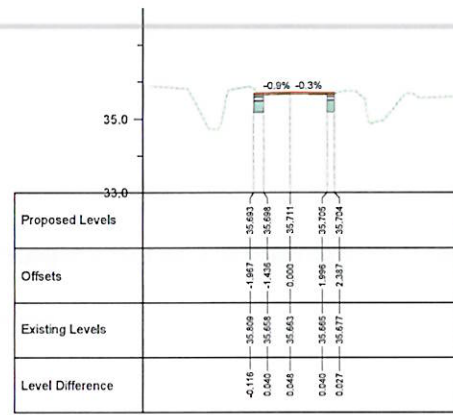 -0.9% -0.3%
35.0
33.0
Proposed Levels 35.693 35.698 35.711 35.705 35.704
Offsets -1.967 -1.436 0.000 1.996 2.387
Existing Levels 35.809 35.658 35.663 35.665 35.677
Level Difference -0.116 0.040 0.048 0.040 0.027